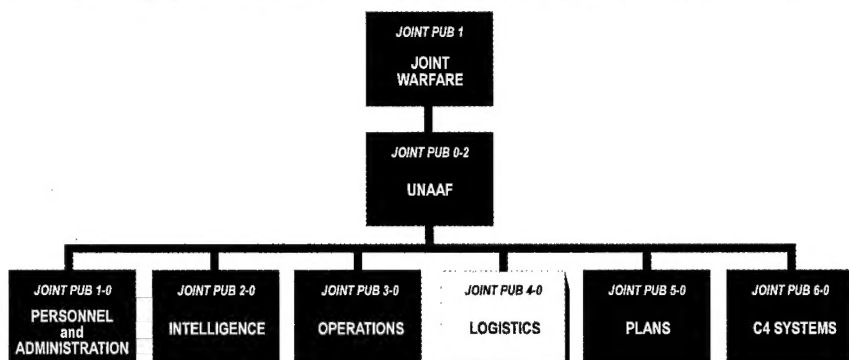 JOINT PUB 1
JOINT
WARFARE
JOINT PUB 0-2
UNAAF
JOINT PUB 1-0
PERSONNEL
and
ADMINISTRATION
JOINT PUB 2-0
INTELLIGENCE
JOINT PUB 3-0
OPERATIONS
JOINT PUB 4-0
LOGISTICS
JOINT PUB 5-0
PLANS
JOINT PUB 6-0
C4 SYSTEMS